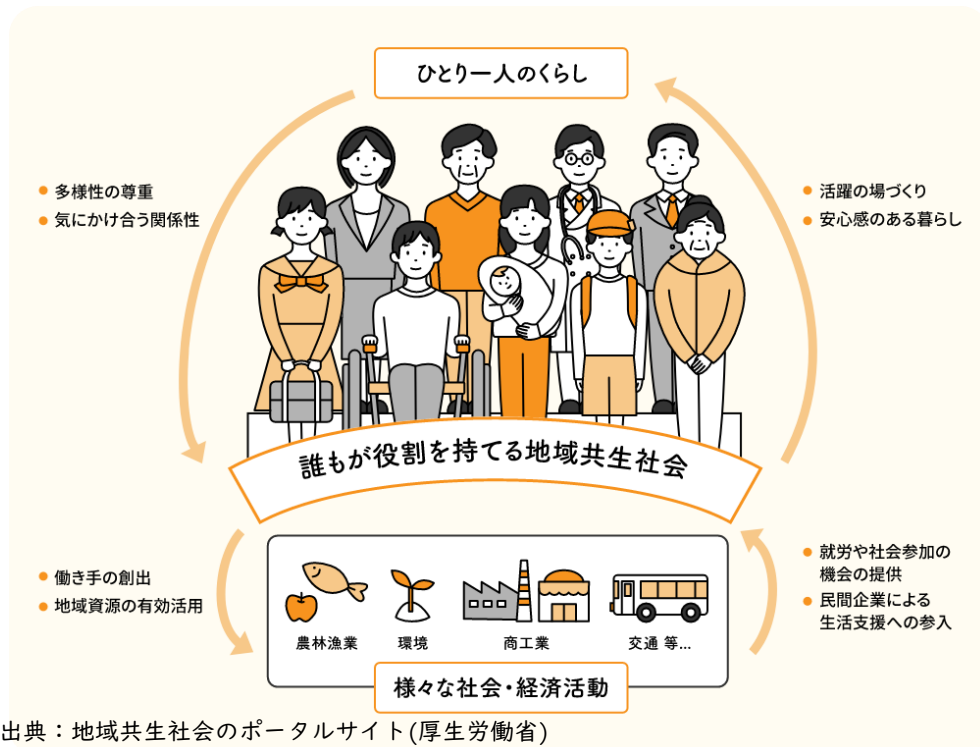 ひとり一人のくらし
多様性の尊重
気にかけ合う関係性
活躍の場づくり
安心感のある暮らし
誰もが役割を持てる地域共生社会
働き手の創出
地域資源の有効活用
農林漁業
環境
商工業
交通 等...
就労や社会参加の
機会の提供
民間企業による
生活支援への参入
様々な社会・経済活動
出典：地域共生社会のポータルサイト(厚生労働省)